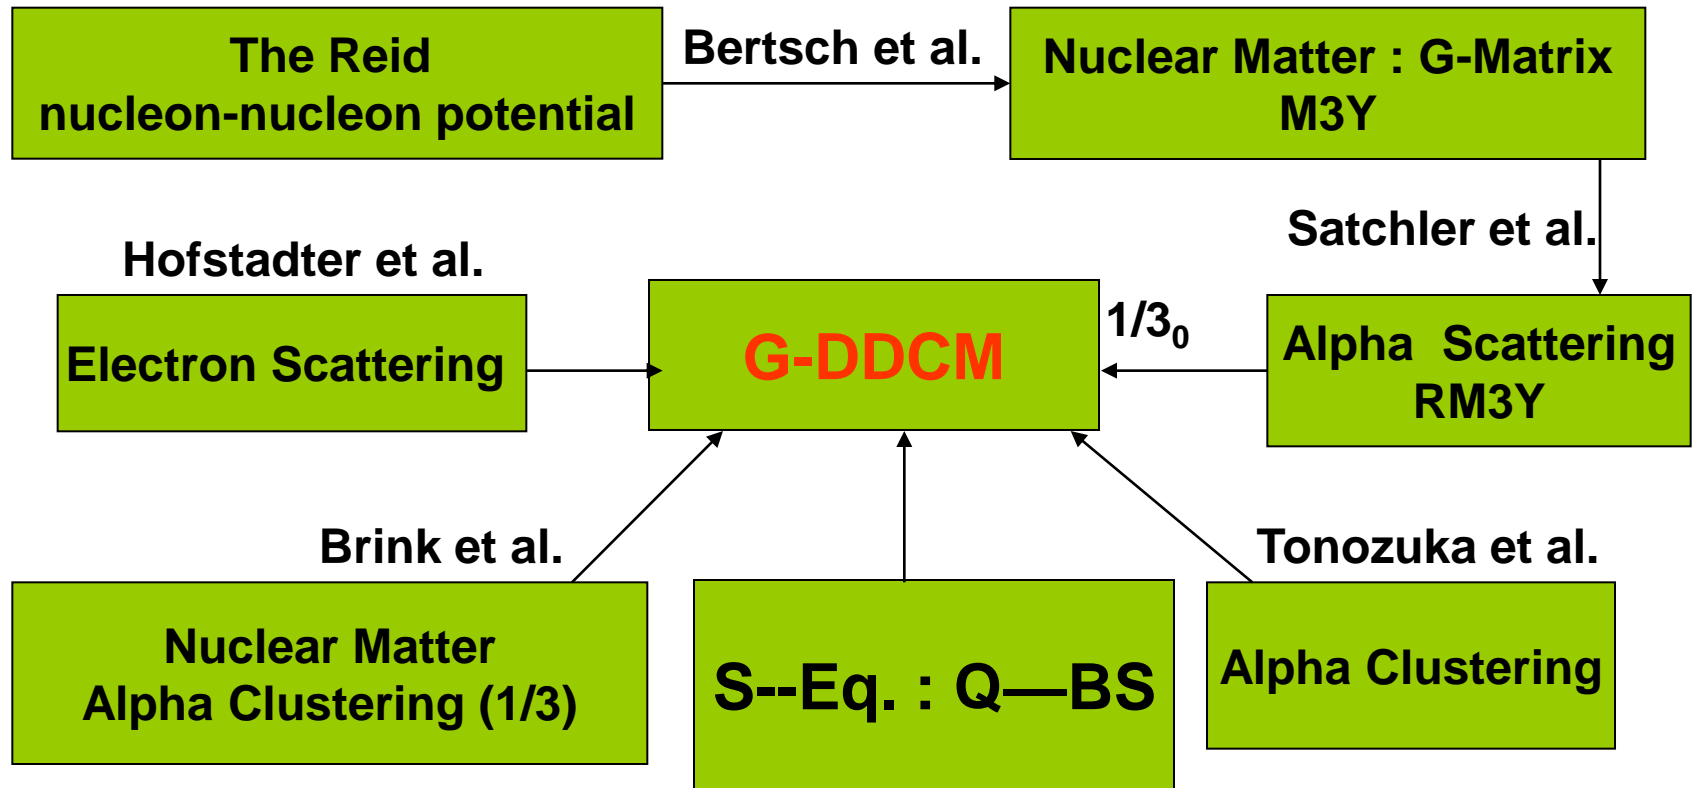 The Reid
nucleon-nucleon potential
Bertsch et al.
Nuclear Matter : G-Matrix
M3Y
Satchler et al.
Hofstadter et al.
Electron Scattering
G-DDCM
1/3₀
Alpha Scattering
RM3Y
Brink et al.
Tonozuka et al.
Nuclear Matter
Alpha Clustering (1/3)
S--Eq. : Q—BS
Alpha Clustering